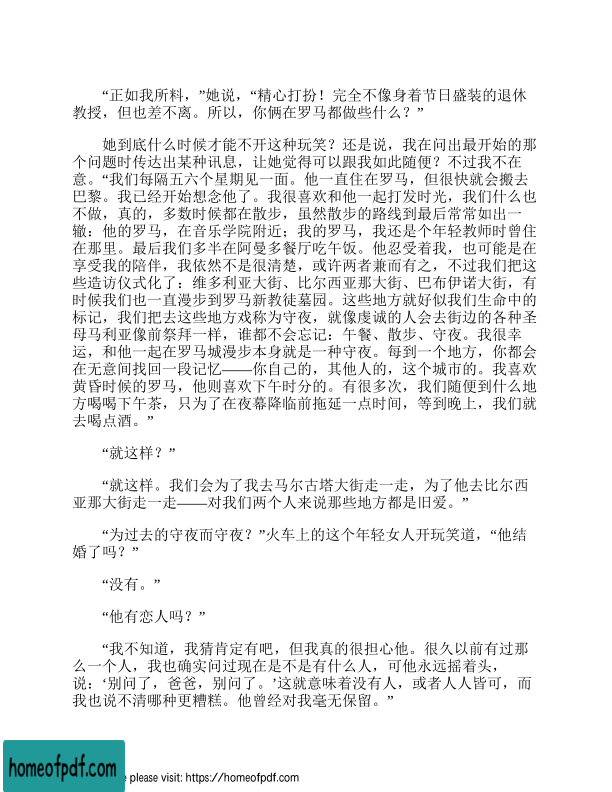 “正如我所料，”她说，“精心打扮！完全不像身着节日盛装的退休
教授，但也差不离。所以，你俩在罗马都做些什么？”
她到底什么时候才能不开这种玩笑？还是说，我在问出最开始的那
个问题时传达出某种讯息，让她觉得可以跟我如此随便？不过我不在
意。“我们每隔五六个星期见一面。他一直住在罗马，但很快就会搬去
巴黎。我已经开始想念他了。我很喜欢和他一起打发时光，我们什么也
不做，真的，多数时候都在散步，虽然散步的路线到最后常常如出一
辙：他的罗马，在音乐学院附近；我的罗马，我还是个年轻教师时曾住
在那里。最后我们多半在阿曼多餐厅吃午饭。他忍受着我，也可能是在
享受我的陪伴，我依然不是很清楚，或许两者兼而有之，不过我们把这
些造访仪式化了：维多利亚大街、比尔西亚那大街、巴布伊诺大街，有
时候我们也一直漫步到罗马新教徒墓园。这些地方就好似我们生命中的
标记，我们把去这些地方戏称为守夜，就像虔诚的人会去街边的各种圣
母马利亚像前祭拜一样，谁都不会忘记：午餐、散步、守夜。我很幸
运，和他一起在罗马城漫步本身就是一种守夜。每到一个地方，你都会
在无意间找回一段记忆——你自己的，其他人的，这个城市的。我喜欢
黄昏时候的罗马，他则喜欢下午时分的。有很多次，我们随便到什么地
方喝喝下午茶，只为了在夜幕降临前拖延一点时间，等到晚上，我们就
去喝点酒。”
“就这样？”
“就这样。我们会为了我去马尔古塔大街走一走，为了他去比尔西
亚那大街走一走——对我们两个人来说那些地方都是旧爱。”
“为过去的守夜而守夜？”火车上的这个年轻女人开玩笑道，“他结
婚了吗？”
“没有。”
“他有恋人吗？”
“我不知道，我猜肯定有吧，但我真的很担心他。很久以前有过那
么一个人，我也确实问过现在是不是有什么人，可他永远摇着头，
说：‘别问了，爸爸，别问了。’这就意味着没有人，或者人人皆可，而
我也说不清哪种更糟糕。他曾经对我毫无保留。”
homeofpdf.com
e please visit: https://homeofpdf.com